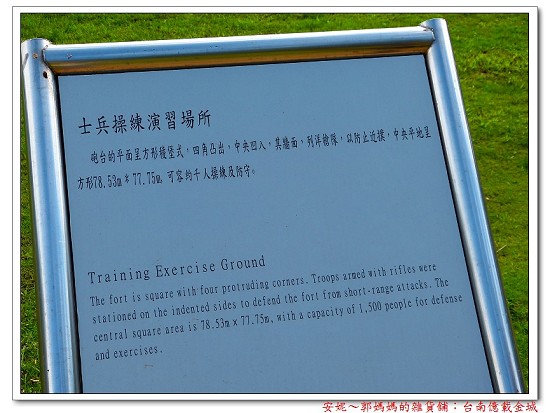 士兵操練演習場所
砲台的平面呈方形稜堡式，四角凸出，中央凹入，其牆面、列洋槍隊，以防止近撲，中央平地呈
方形78.53m＊77.75m，可容約千人操練及防守。
Training Exercise Ground
The fort is square with four protruding corners. Troops armed with rifles were
stationed on the indented sides to defend the fort from short-range attacks. The
central square area is 78.53m×77.75m, with a capacity of 1,500 people for defense
and exercises.
安妮～郭媽媽的雜貨舖：台南億載金城